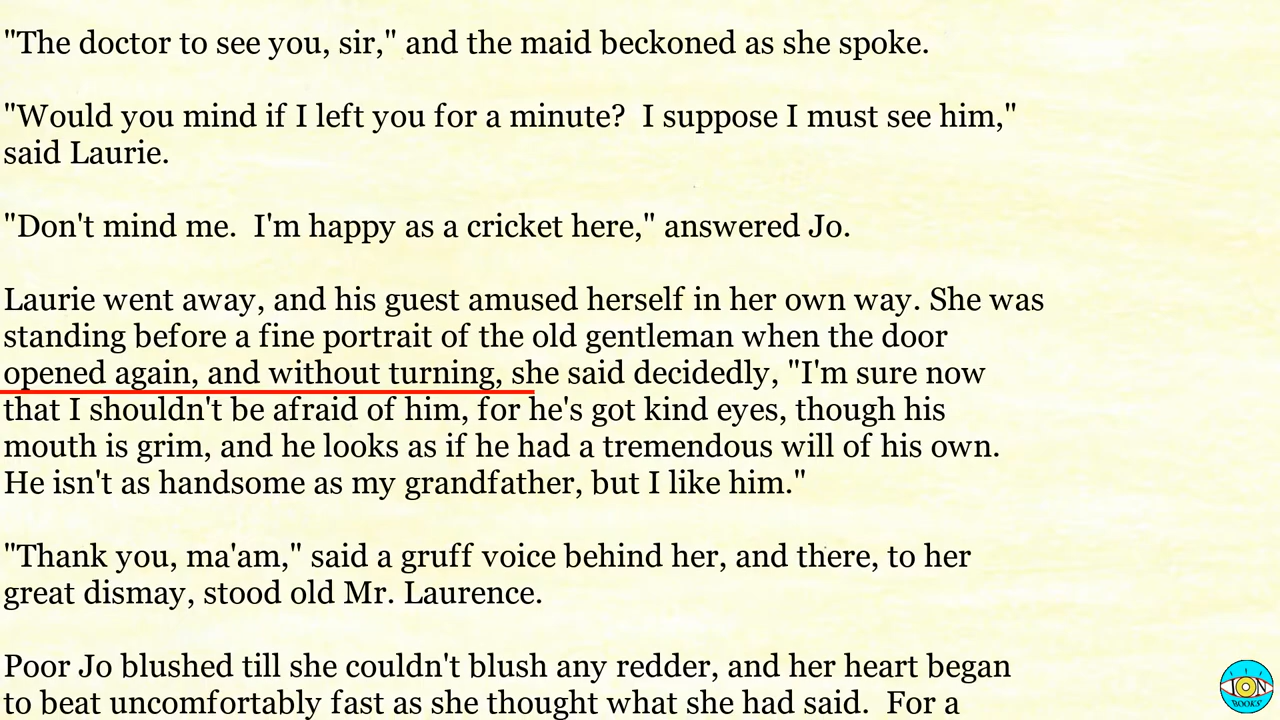 "The doctor to see you, sir," and the maid beckoned as she spoke.
"Would you mind if I left you for a minute?  I suppose I must see him,"
said Laurie.
"Don't mind me.  I'm happy as a cricket here," answered Jo.
Laurie went away, and his guest amused herself in her own way. She was
standing before a fine portrait of the old gentleman when the door
opened again, and without turning, she said decidedly, "I'm sure now
that I shouldn't be afraid of him, for he's got kind eyes, though his
mouth is grim, and he looks as if he had a tremendous will of his own.
He isn't as handsome as my grandfather, but I like him."
"Thank you, ma'am," said a gruff voice behind her, and there, to her
great dismay, stood old Mr. Laurence.
Poor Jo blushed till she couldn't blush any redder, and her heart began
to beat uncomfortably fast as she thought what she had said.  For a
I
ION
BOOKS